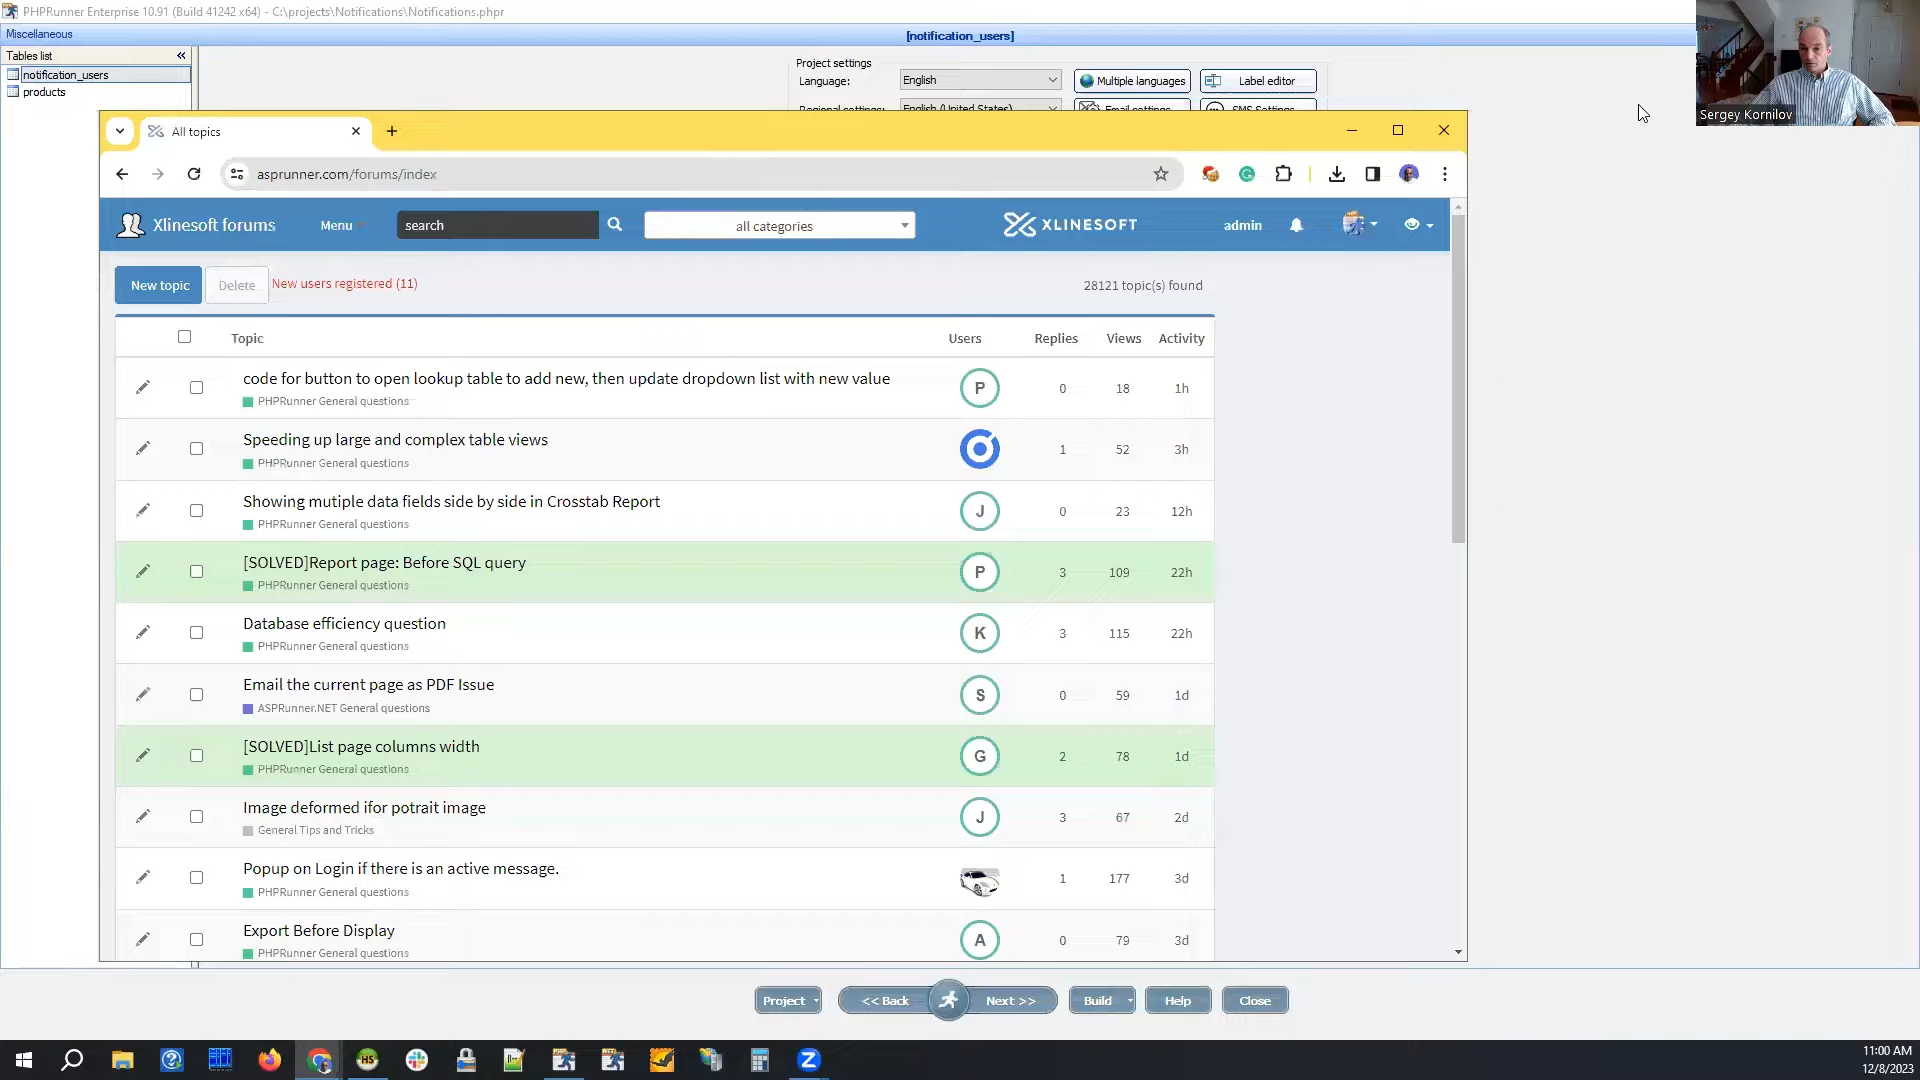 PHPRunner Enterprise 10.91 (Build 41242 x64) - C:\projects\Notifications\Notifications.phpr
Miscellaneous
[notification_users]
Tables list
«
notification_users
products
Project settings
Language:
English
Multiple languages
Label editor
Regional settings:
English (United States)
Email settings
SMS Settings
Sergey Kornilov
All topics
asprunner.com/forums/index
Xlinesoft forums
Menu
search
all categories
XLINESOFT
admin
New topic
Delete
New users registered (11)
28121 topic(s) found
Topic
Users
Replies
Views
Activity
code for button to open lookup table to add new, then update dropdown list with new value
PHPRunner General questions
P
0
18
1h
Speeding up large and complex table views
PHPRunner General questions
1
52
3h
Showing mutiple data fields side by side in Crosstab Report
PHPRunner General questions
J
0
23
12h
[SOLVED]Report page: Before SQL query
PHPRunner General questions
P
3
109
22h
Database efficiency question
PHPRunner General questions
K
3
115
22h
Email the current page as PDF Issue
ASPRunner.NET General questions
S
0
59
1d
[SOLVED]List page columns width
PHPRunner General questions
G
2
78
1d
Image deformed ifor potrait image
General Tips and Tricks
J
3
67
2d
Popup on Login if there is an active message.
PHPRunner General questions
1
177
3d
Export Before Display
PHPRunner General questions
A
0
79
3d
Project
<< Back
Next >>
Build
Help
Close
HS
11:00 AM
12/8/2023